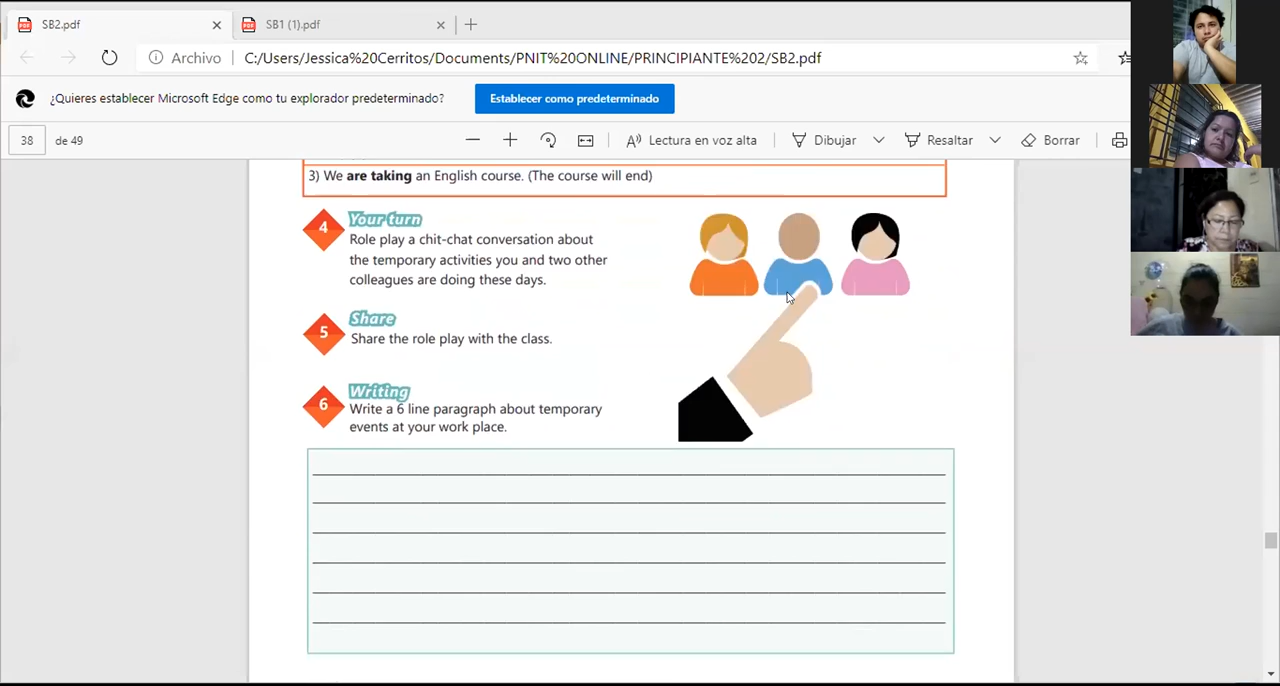 SB2.pdf
SB1 (1).pdf
Archivo
C:/Users/Jessica%20Cerritos/Documents/PNIT%20ONLINE/PRINCIPIANTE%202/SB2.pdf
¿Quieres establecer Microsoft Edge como tu explorador predeterminado?
Establecer como predeterminado
38 de 49
Lectura en voz alta
Dibujar
Resaltar
Borrar
3) We are taking an English course. (The course will end)
4 Your turn
Role play a chit-chat conversation about
the temporary activities you and two other
colleagues are doing these days.
5 Share
Share the role play with the class.
6 Writing
Write a 6 line paragraph about temporary
events at your work place.